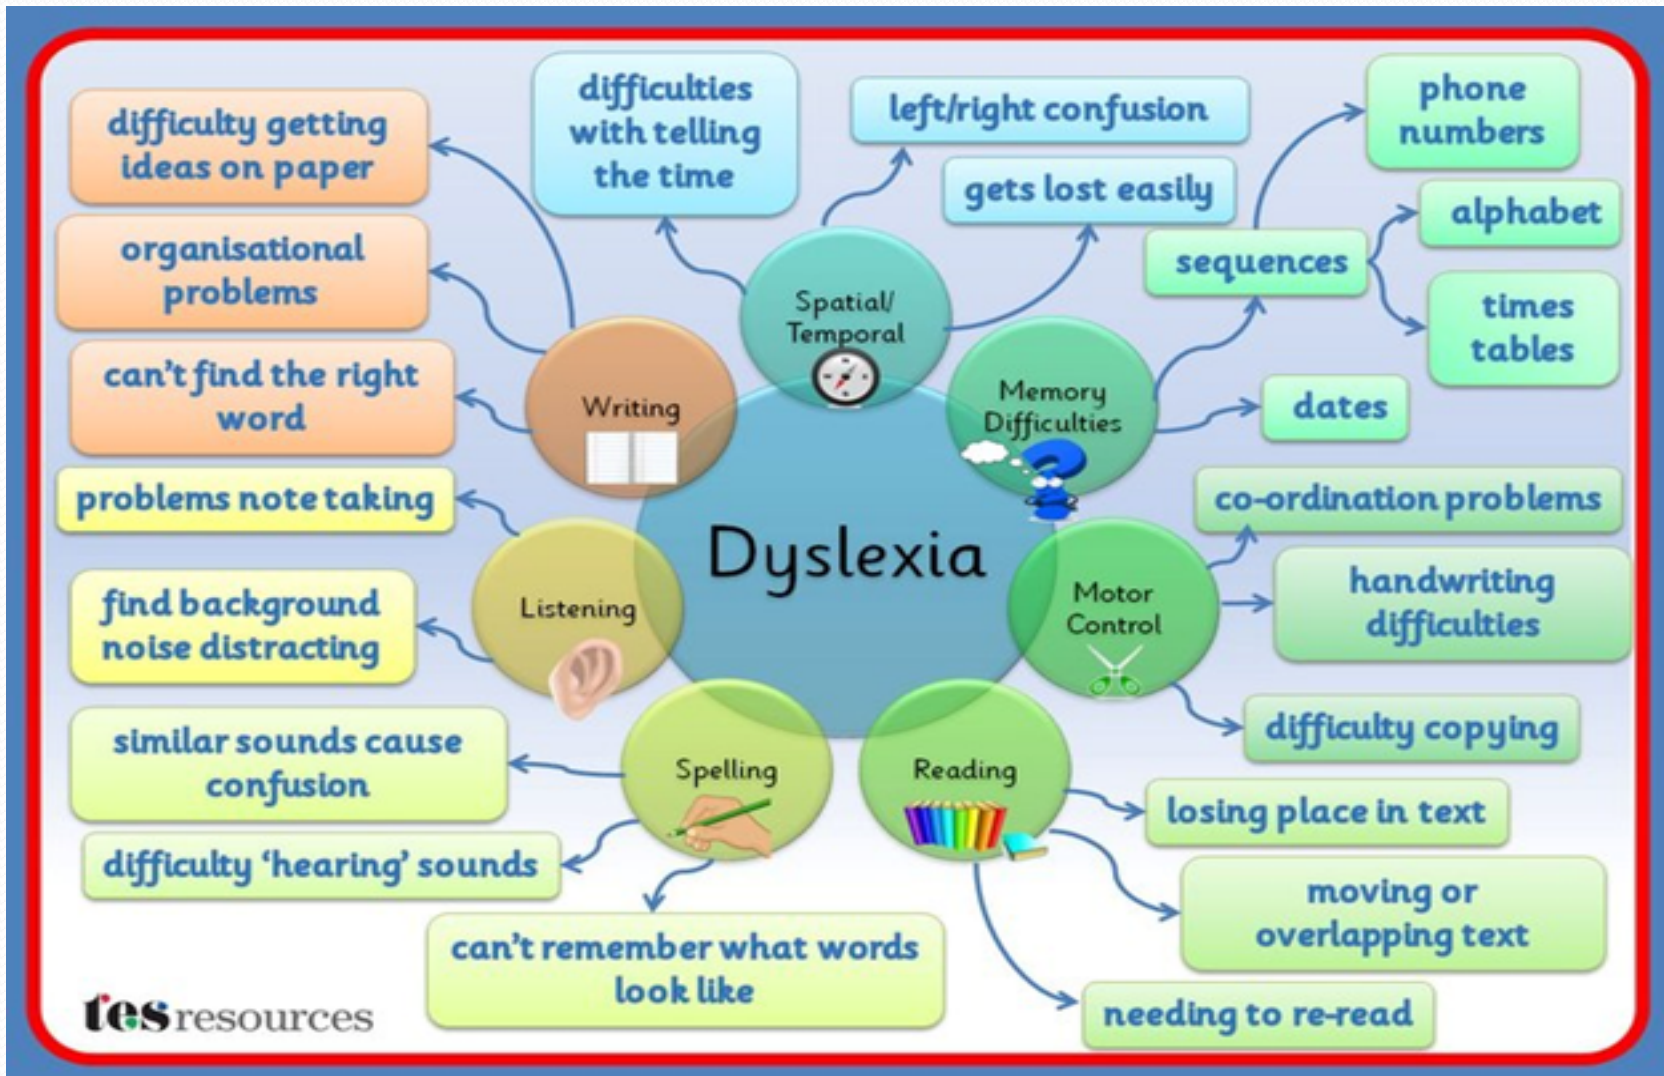 Dyslexia
Spatial/
Temporal
difficulties
with telling
the time
left/right confusion
gets lost easily
Memory
Difficulties
sequences
phone
numbers
alphabet
times
tables
dates
Motor
Control
co-ordination problems
handwriting
difficulties
difficulty copying
Reading
losing place in text
moving or
overlapping text
needing to re-read
Spelling
similar sounds cause
confusion
difficulty ‘hearing’ sounds
can’t remember what words
look like
Listening
problems note taking
find background
noise distracting
Writing
difficulty getting
ideas on paper
organisational
problems
can’t find the right
word
tes resources